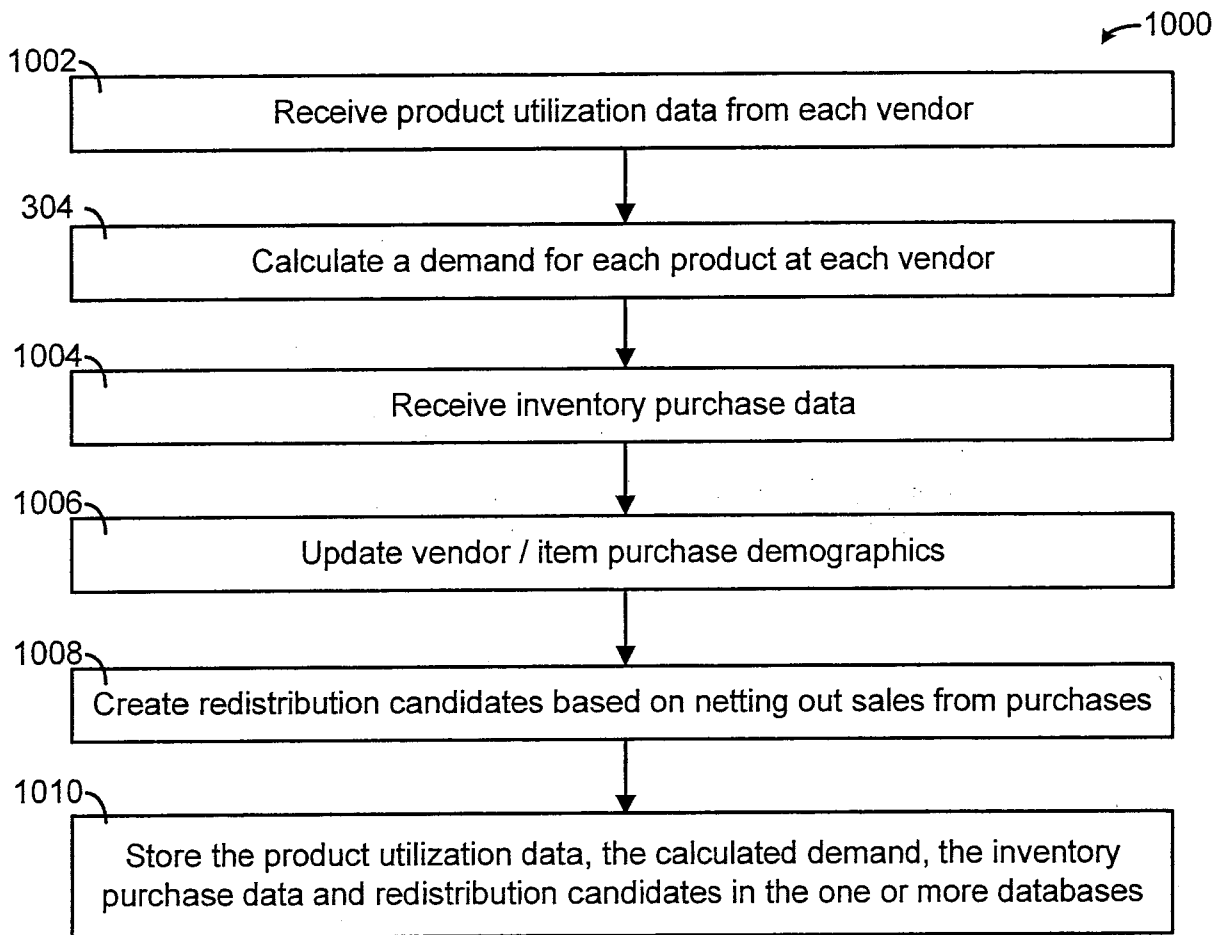 1000
1002
Receive product utilization data from each vendor
304
Calculate a demand for each product at each vendor
1004
Receive inventory purchase data
1006
Update vendor / item purchase demographics
1008
Create redistribution candidates based on netting out sales from purchases
1010
Store the product utilization data, the calculated demand, the inventory
purchase data and redistribution candidates in the one or more databases